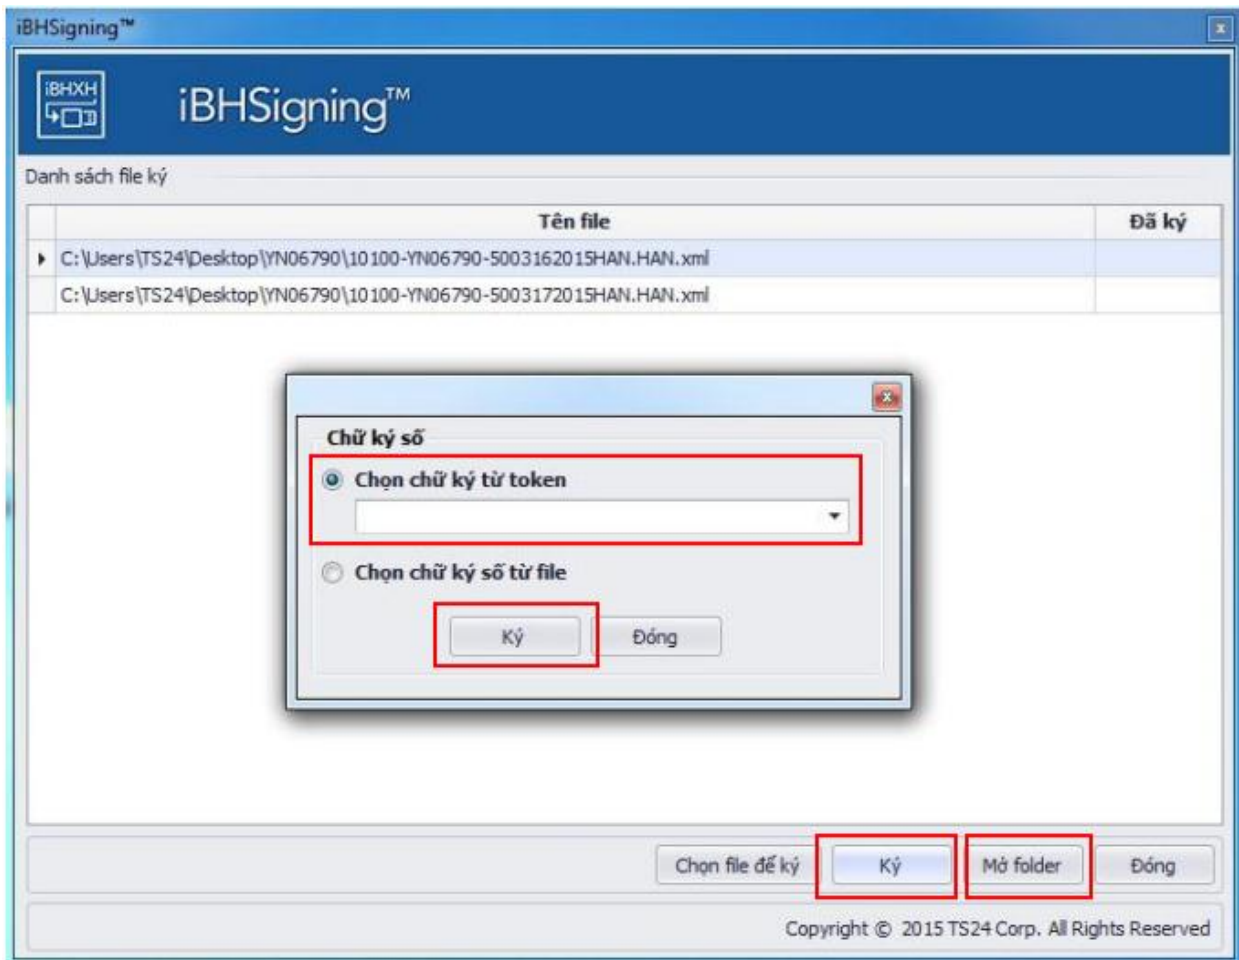 iBHSigning™
iBHXH
iBHSigning™
Danh sách file ký
Tên file Đã ký
C:\Users\TS24\Desktop\YN06790\10100-YN06790-5003162015HAN.HAN.xml
C:\Users\TS24\Desktop\YN06790\10100-YN06790-5003172015HAN.HAN.xml
Chữ ký số
Chọn chữ ký từ token
Chọn chữ ký số từ file
Ký Đóng
Chọn file để ký Ký Mở folder Đóng
Copyright © 2015 TS24 Corp. All Rights Reserved